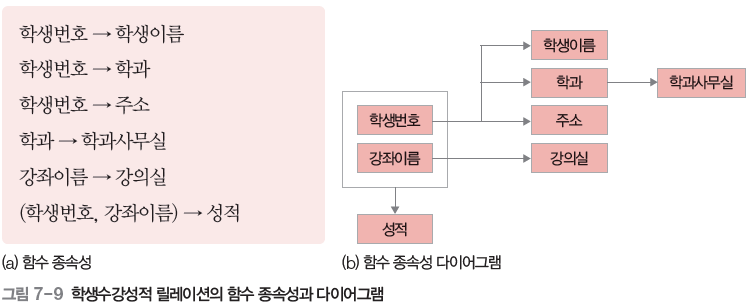 학생번호 → 학생이름
학생번호 → 학과
학생번호 → 주소
학과 → 학과사무실
강좌이름 → 강의실
(학생번호, 강좌이름) → 성적
(a) 함수 종속성
학생이름
학과
학과사무실
학생번호
주소
강좌이름
강의실
성적
(b) 함수 종속성 다이어그램
그림 7-9 학생수강성적 릴레이션의 함수 종속성과 다이어그램